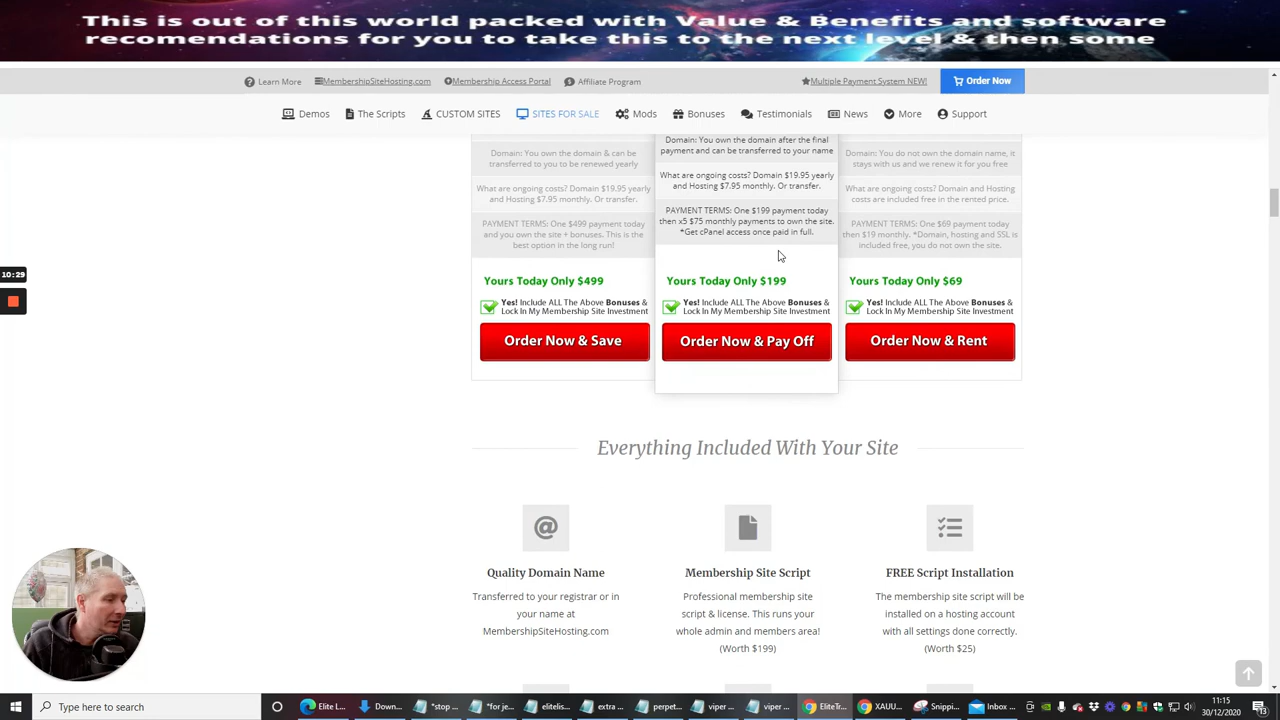 This is out of this world packed with Value & Benefits and software
recomendations for you to take this to the next level & then some
Learn More
MembershipSiteHosting.com
Membership Access Portal
Affiliate Program
Multiple Payment System NEW!
Order Now
Demos
The Scripts
CUSTOM SITES
SITES FOR SALE
Mods
Bonuses
Testimonials
News
More
Support
Domain: You own the domain & can be
transferred to you to be renewed yearly
What are ongoing costs? Domain $19.95 yearly
and Hosting $7.95 monthly. Or transfer.
PAYMENT TERMS: One $499 payment today
and you own the site + bonuses. This is the
best option in the long run!
Yours Today Only $499
Yes! Include ALL The Above Bonuses &
Lock In My Membership Site Investment
Order Now & Save
Domain: You own the domain after the final
payment and can be transferred to your name
What are ongoing costs? Domain $19.95 yearly
and Hosting $7.95 monthly. Or transfer.
PAYMENT TERMS: One $199 payment today
then x5 $75 monthly payments to own the site.
*Get cPanel access once paid in full.
Yours Today Only $199
Yes! Include ALL The Above Bonuses &
Lock In My Membership Site Investment
Order Now & Pay Off
Domain: You do not own the domain name, it
stays with us and we renew it for you free
What are ongoing costs? Domain and Hosting
costs are included free in the rented price.
PAYMENT TERMS: One $69 payment today
then $19 monthly. *Domain, hosting and SSL is
included free, you do not own the site.
Yours Today Only $69
Yes! Include ALL The Above Bonuses &
Lock In My Membership Site Investment
Order Now & Rent
10:29
Everything Included With Your Site
Quality Domain Name
Transferred to your registrar or in
your name at
MembershipSiteHosting.com
Membership Site Script
Professional membership site
script & license. This runs your
whole admin and members area!
(Worth $199)
FREE Script Installation
The membership site script will be
installed on a hosting account
with all settings done correctly.
(Worth $25)
Type here to search
Elite L...
Down...
*stop ...
*for je...
elitelis...
extra ...
perpet...
viper ...
viper ...
EliteTr...
XAUU...
Snippi...
Inbox ...
11:15
30/12/2020